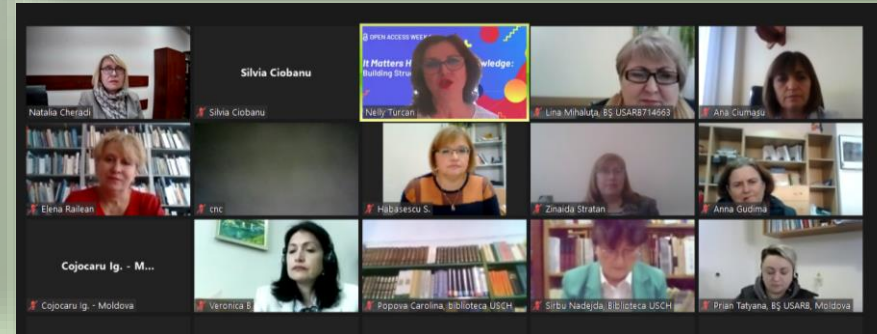 OPEN ACCESS WEEK
It Matters H
wledge:
Building Stru
Natalia Cheradi
Silvia Ciobanu
Silvia Ciobanu
Nelly Turcan
Lina Mihaluța, BŞ USARB714663
Ana Ciumașu
Elena Railean
cnc
Habasescu S.
Zinaida Stratan
Anna Gudima
Cojocaru Ig. - M...
Cojocaru Ig. - Moldova
Veronica B
Popova Carolina, biblioteca USCH
Sirbu Nadejda, Biblioteca USCH
Prian Tatyana, BȘ USARB, Moldova